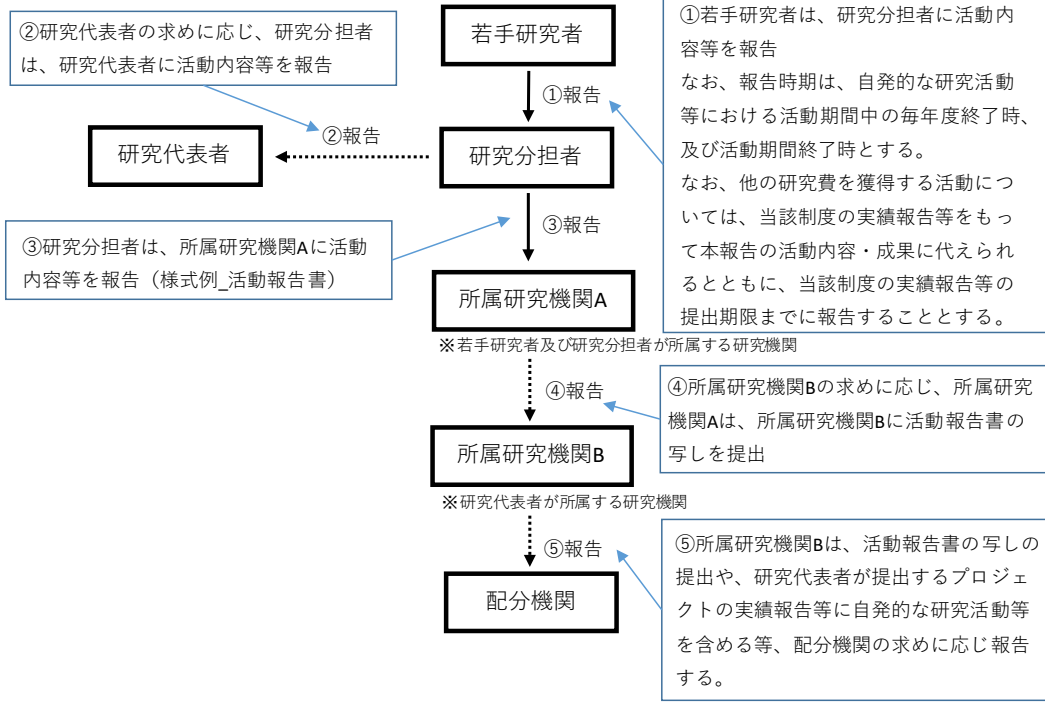 ②研究代表者の求めに応じ、研究分担者
は、研究代表者に活動内容等を報告
若手研究者
①若手研究者は、研究分担者に活動内
容等を報告
なお、報告時期は、自発的な研究活動
等における活動期間中の毎年度終了時、
及び活動期間終了時とする。
なお、他の研究費を獲得する活動につ
いては、当該制度の実績報告等をもっ
て本報告の活動内容・成果に代えられ
るとともに、当該制度の実績報告等の
提出期限までに報告することとする。
①報告
②報告
研究代表者
研究分担者
③報告
③研究分担者は、所属研究機関Aに活動
内容等を報告（様式例_活動報告書）
所属研究機関A
※若手研究者及び研究分担者が所属する研究機関
④報告
④所属研究機関Bの求めに応じ、所属研究
機関Aは、所属研究機関Bに活動報告書の
写しを提出
所属研究機関B
※研究代表者が所属する研究機関
⑤報告
⑤所属研究機関Bは、活動報告書の写しの
提出や、研究代表者が提出するプロジェ
クトの実績報告等に自発的な研究活動等
を含める等、配分機関の求めに応じ報告
する。
配分機関